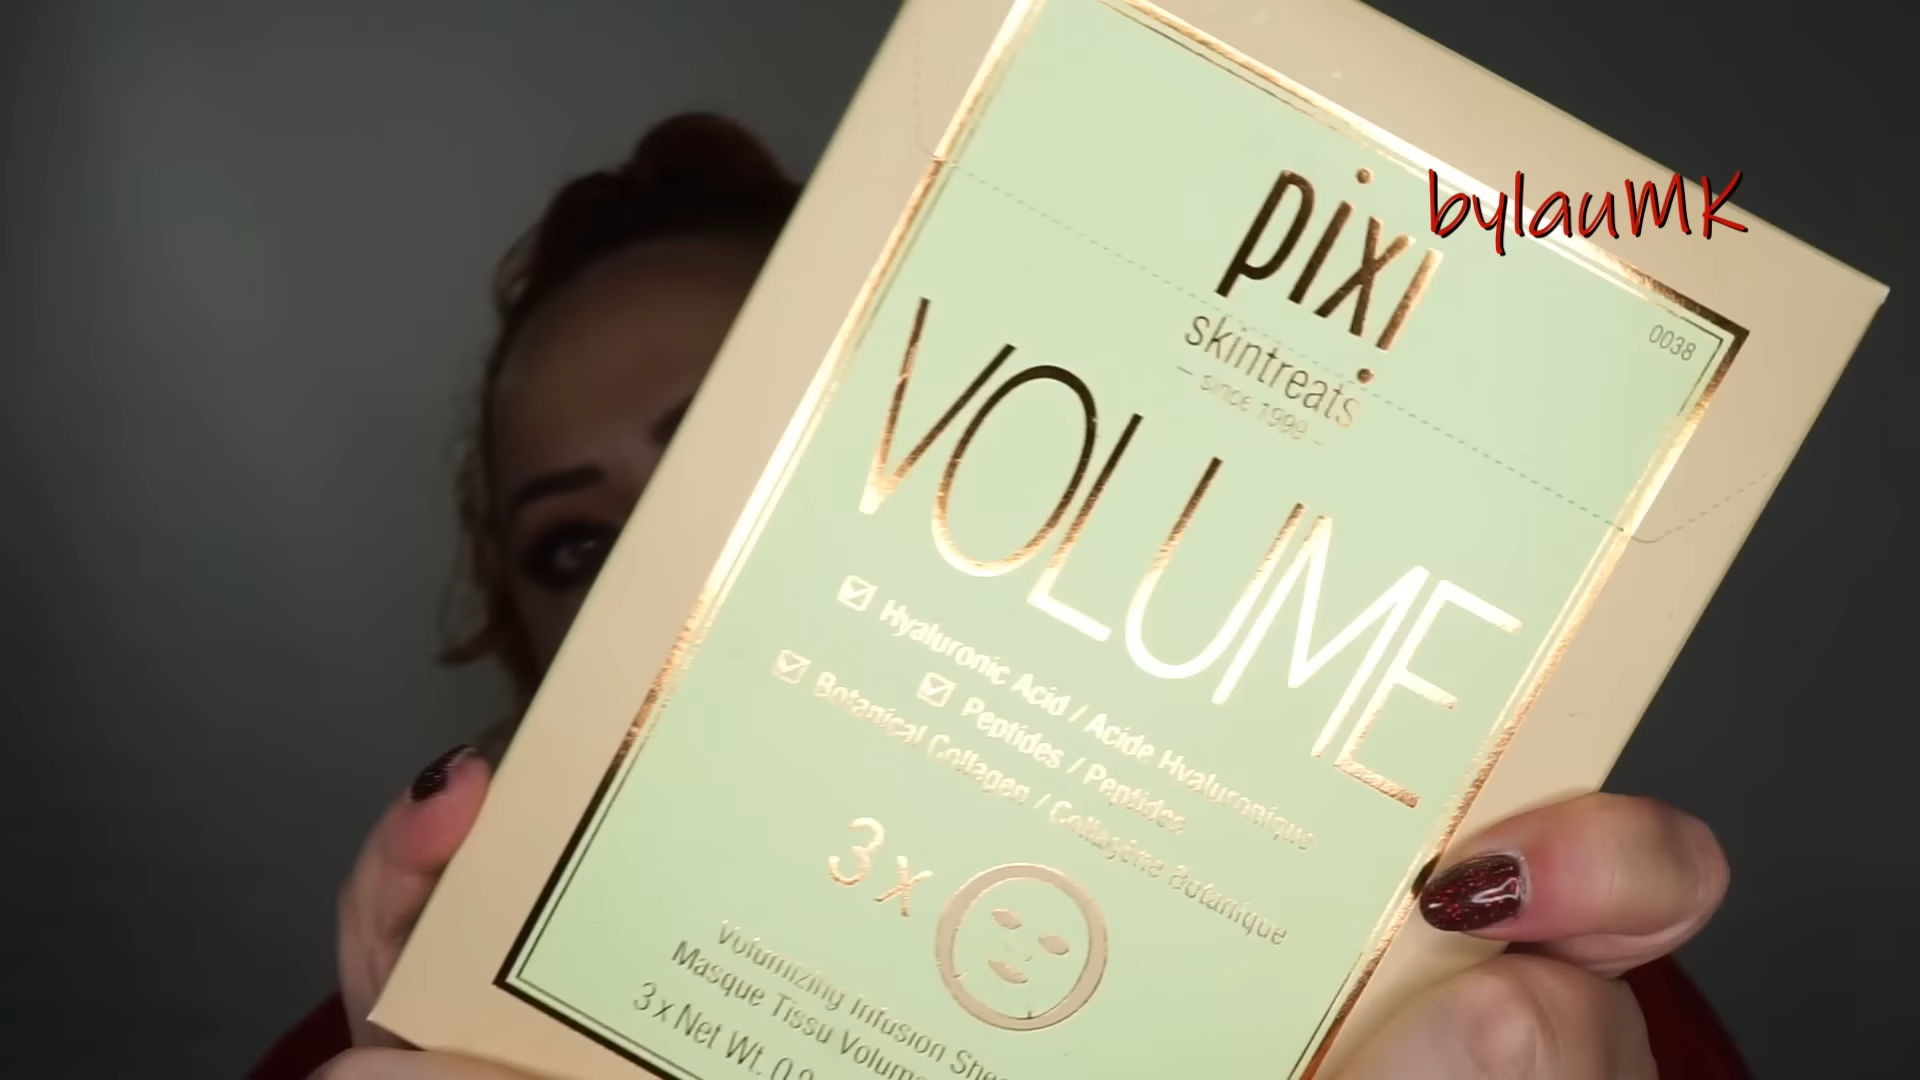 bylauMK
pixi
skintreats
– since 1999 –
0038
VOLUME
Hyaluronic Acid / Acide Hyaluronique
Peptides / Peptides
Botanical Collagen / Collagène Botanique
3 x
Volumizing Infusion
Masque Tissu
3 x Net Wt.